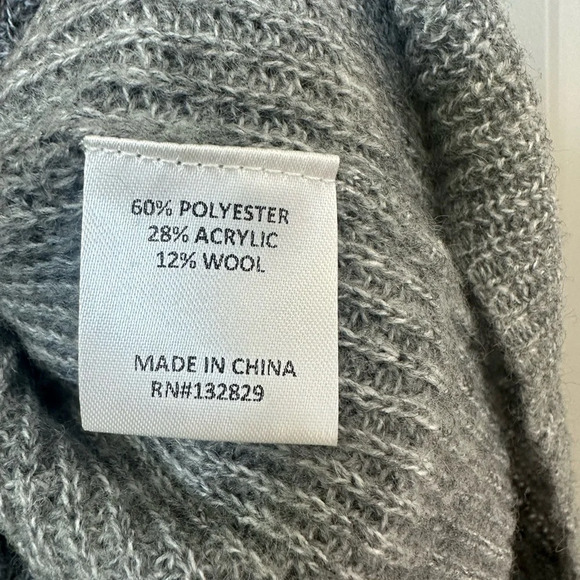 60% POLYESTER
28% ACRYLIC
12% WOOL
MADE IN CHINA
RN#132829